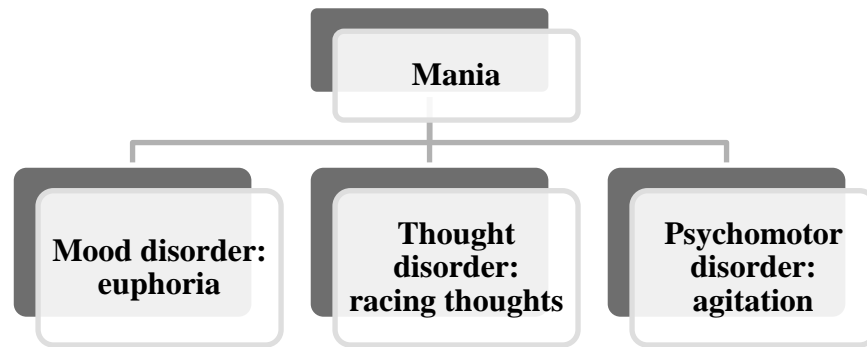 Mania
Mood disorder:
euphoria
Thought
disorder:
racing thoughts
Psychomotor
disorder:
agitation